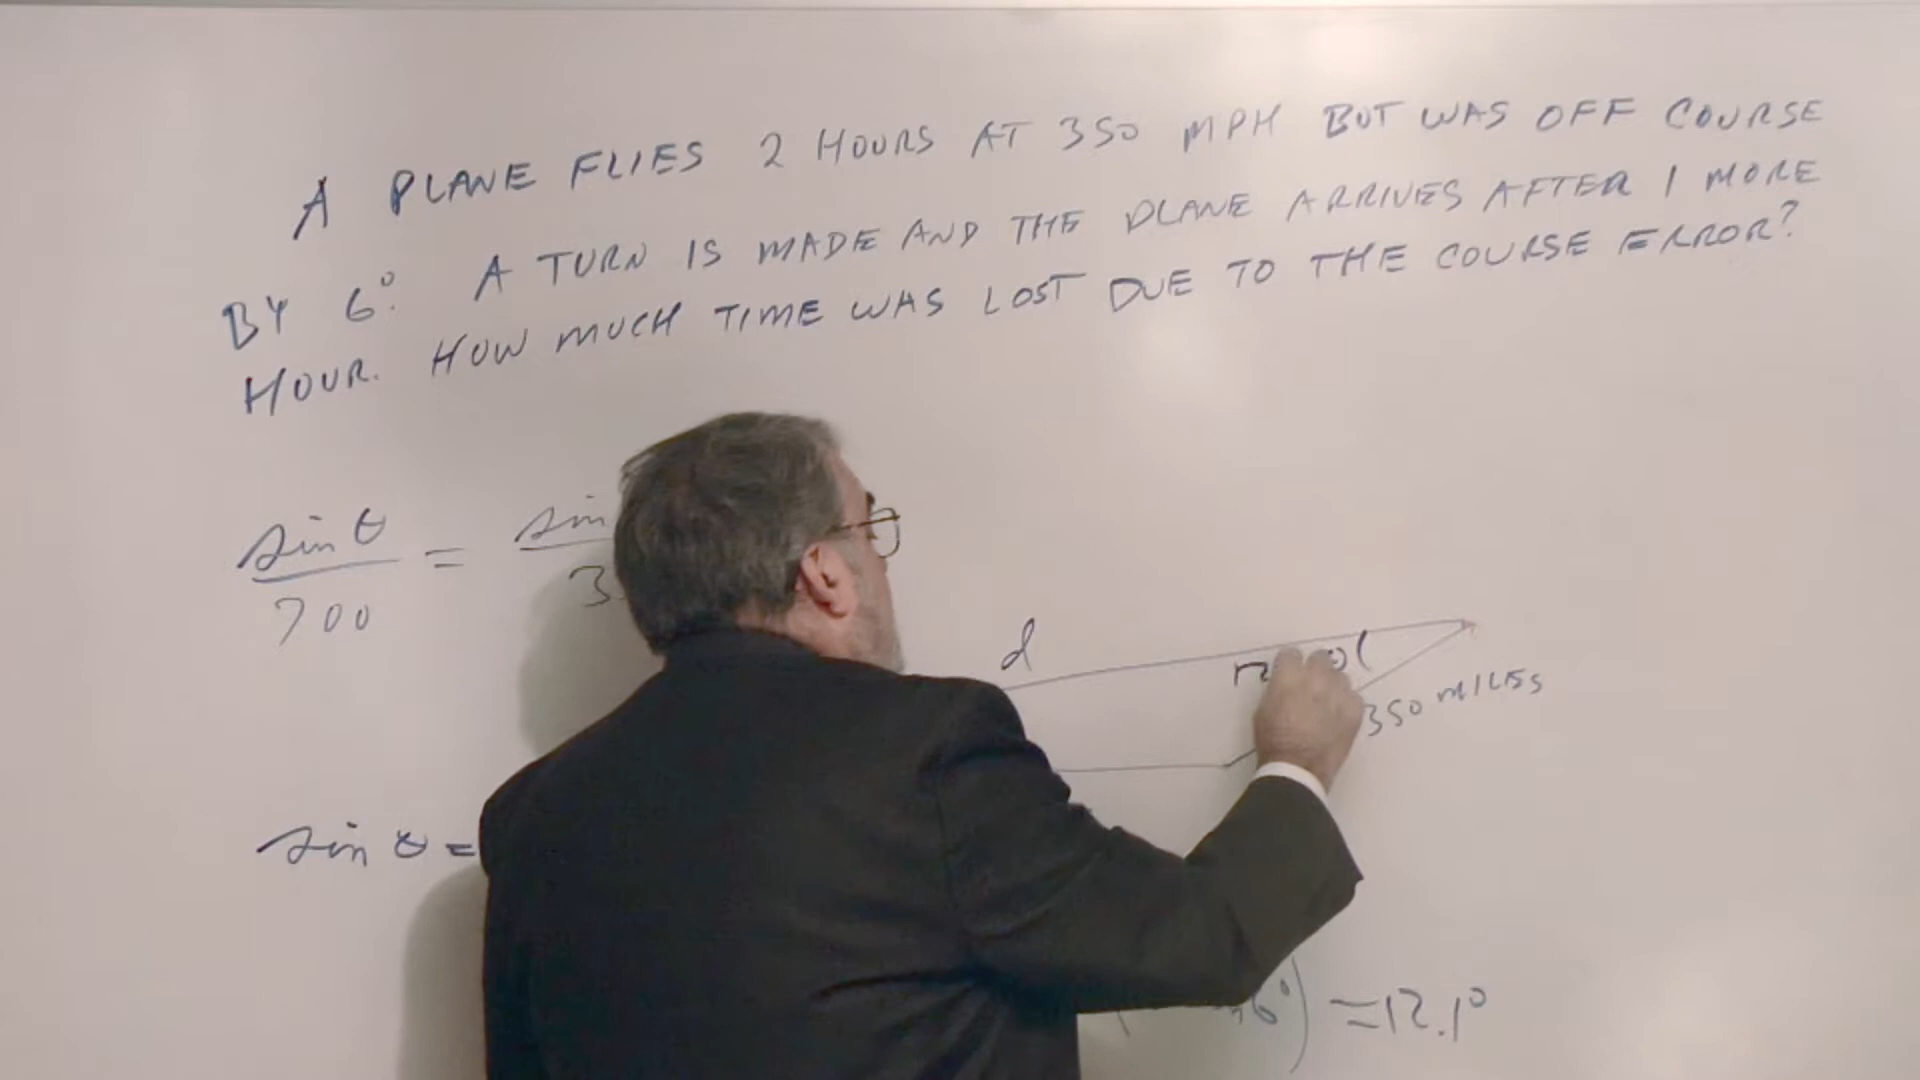 A PLANE FLIES 2 HOURS AT 350 MPH BUT WAS OFF COURSE
BY 6°. A TURN IS MADE AND THE PLANE ARRIVES AFTER 1 MORE
HOUR. HOW MUCH TIME WAS LOST DUE TO THE COURSE ERROR?
sin θ
=
sin
700
3
d
350 MILES
sin θ =
6°) = 12.1°